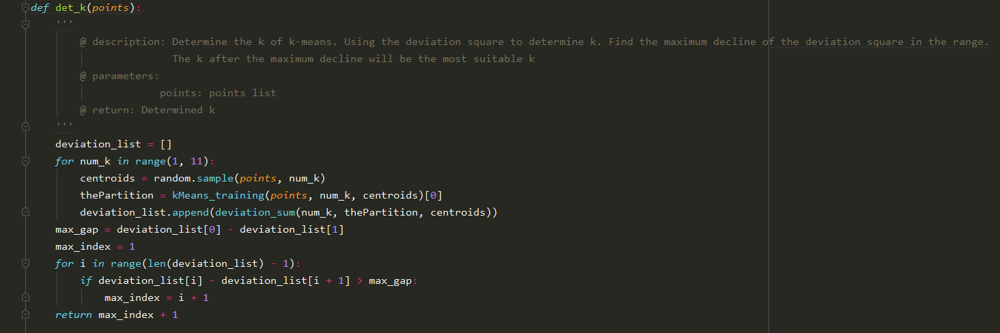 def det_k(points):
    '''
        @ description: Determine the k of k-means. Using the deviation square to determine k. Find the maximum decline of the deviation square in the range.
                       The k after the maximum decline will be the most suitable k
        @ parameters:
                     points: points list
        @ return: Determined k
    '''
    deviation_list = []
    for num_k in range(1, 11):
        centroids = random.sample(points, num_k)
        thePartition = kMeans_training(points, num_k, centroids)[0]
        deviation_list.append(deviation_sum(num_k, thePartition, centroids))
    max_gap = deviation_list[0] - deviation_list[1]
    max_index = 1
    for i in range(len(deviation_list) - 1):
        if deviation_list[i] - deviation_list[i + 1] > max_gap:
            max_index = i + 1
    return max_index + 1